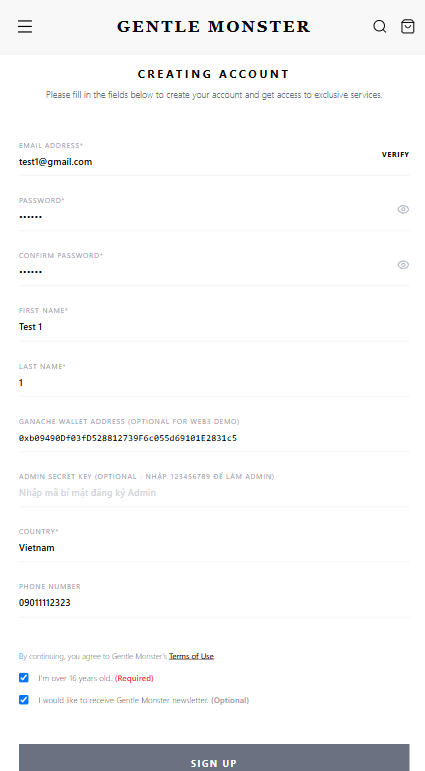 GENTLE MONSTER
CREATING ACCOUNT
Please fill in the fields below to create your account and get access to exclusive services.
EMAIL ADDRESS*
test1@gmail.com
VERIFY
PASSWORD*
••••••
CONFIRM PASSWORD*
••••••
FIRST NAME*
Test 1
LAST NAME*
1
GANACHE WALLET ADDRESS (OPTIONAL FOR WEB3 DEMO)
0xb09490Df03fD528812739F6c055d69101E2831c5
ADMIN SECRET KEY (OPTIONAL - NHẬP 123456789 ĐỂ LÀM ADMIN)
Nhập mã bí mật đăng ký Admin
COUNTRY*
Vietnam
PHONE NUMBER
09011112323
By continuing, you agree to Gentle Monster's Terms of Use.
I'm over 16 years old. (Required)
I would like to receive Gentle Monster newsletter. (Optional)
SIGN UP